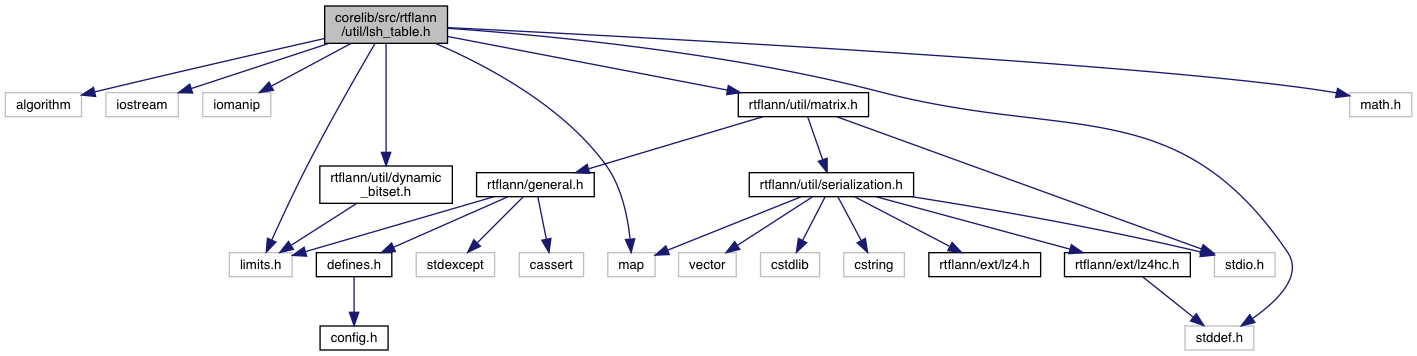 corelib/src/rtflann
/util/lsh_table.h
algorithm
iostream
iomanip
rtflann/util/matrix.h
math.h
rtflann/util/dynamic
_bitset.h
rtflann/general.h
rtflann/util/serialization.h
limits.h
defines.h
stdexcept
cassert
map
vector
cstdlib
cstring
rtflann/ext/lz4.h
rtflann/ext/lz4hc.h
stdio.h
config.h
stddef.h